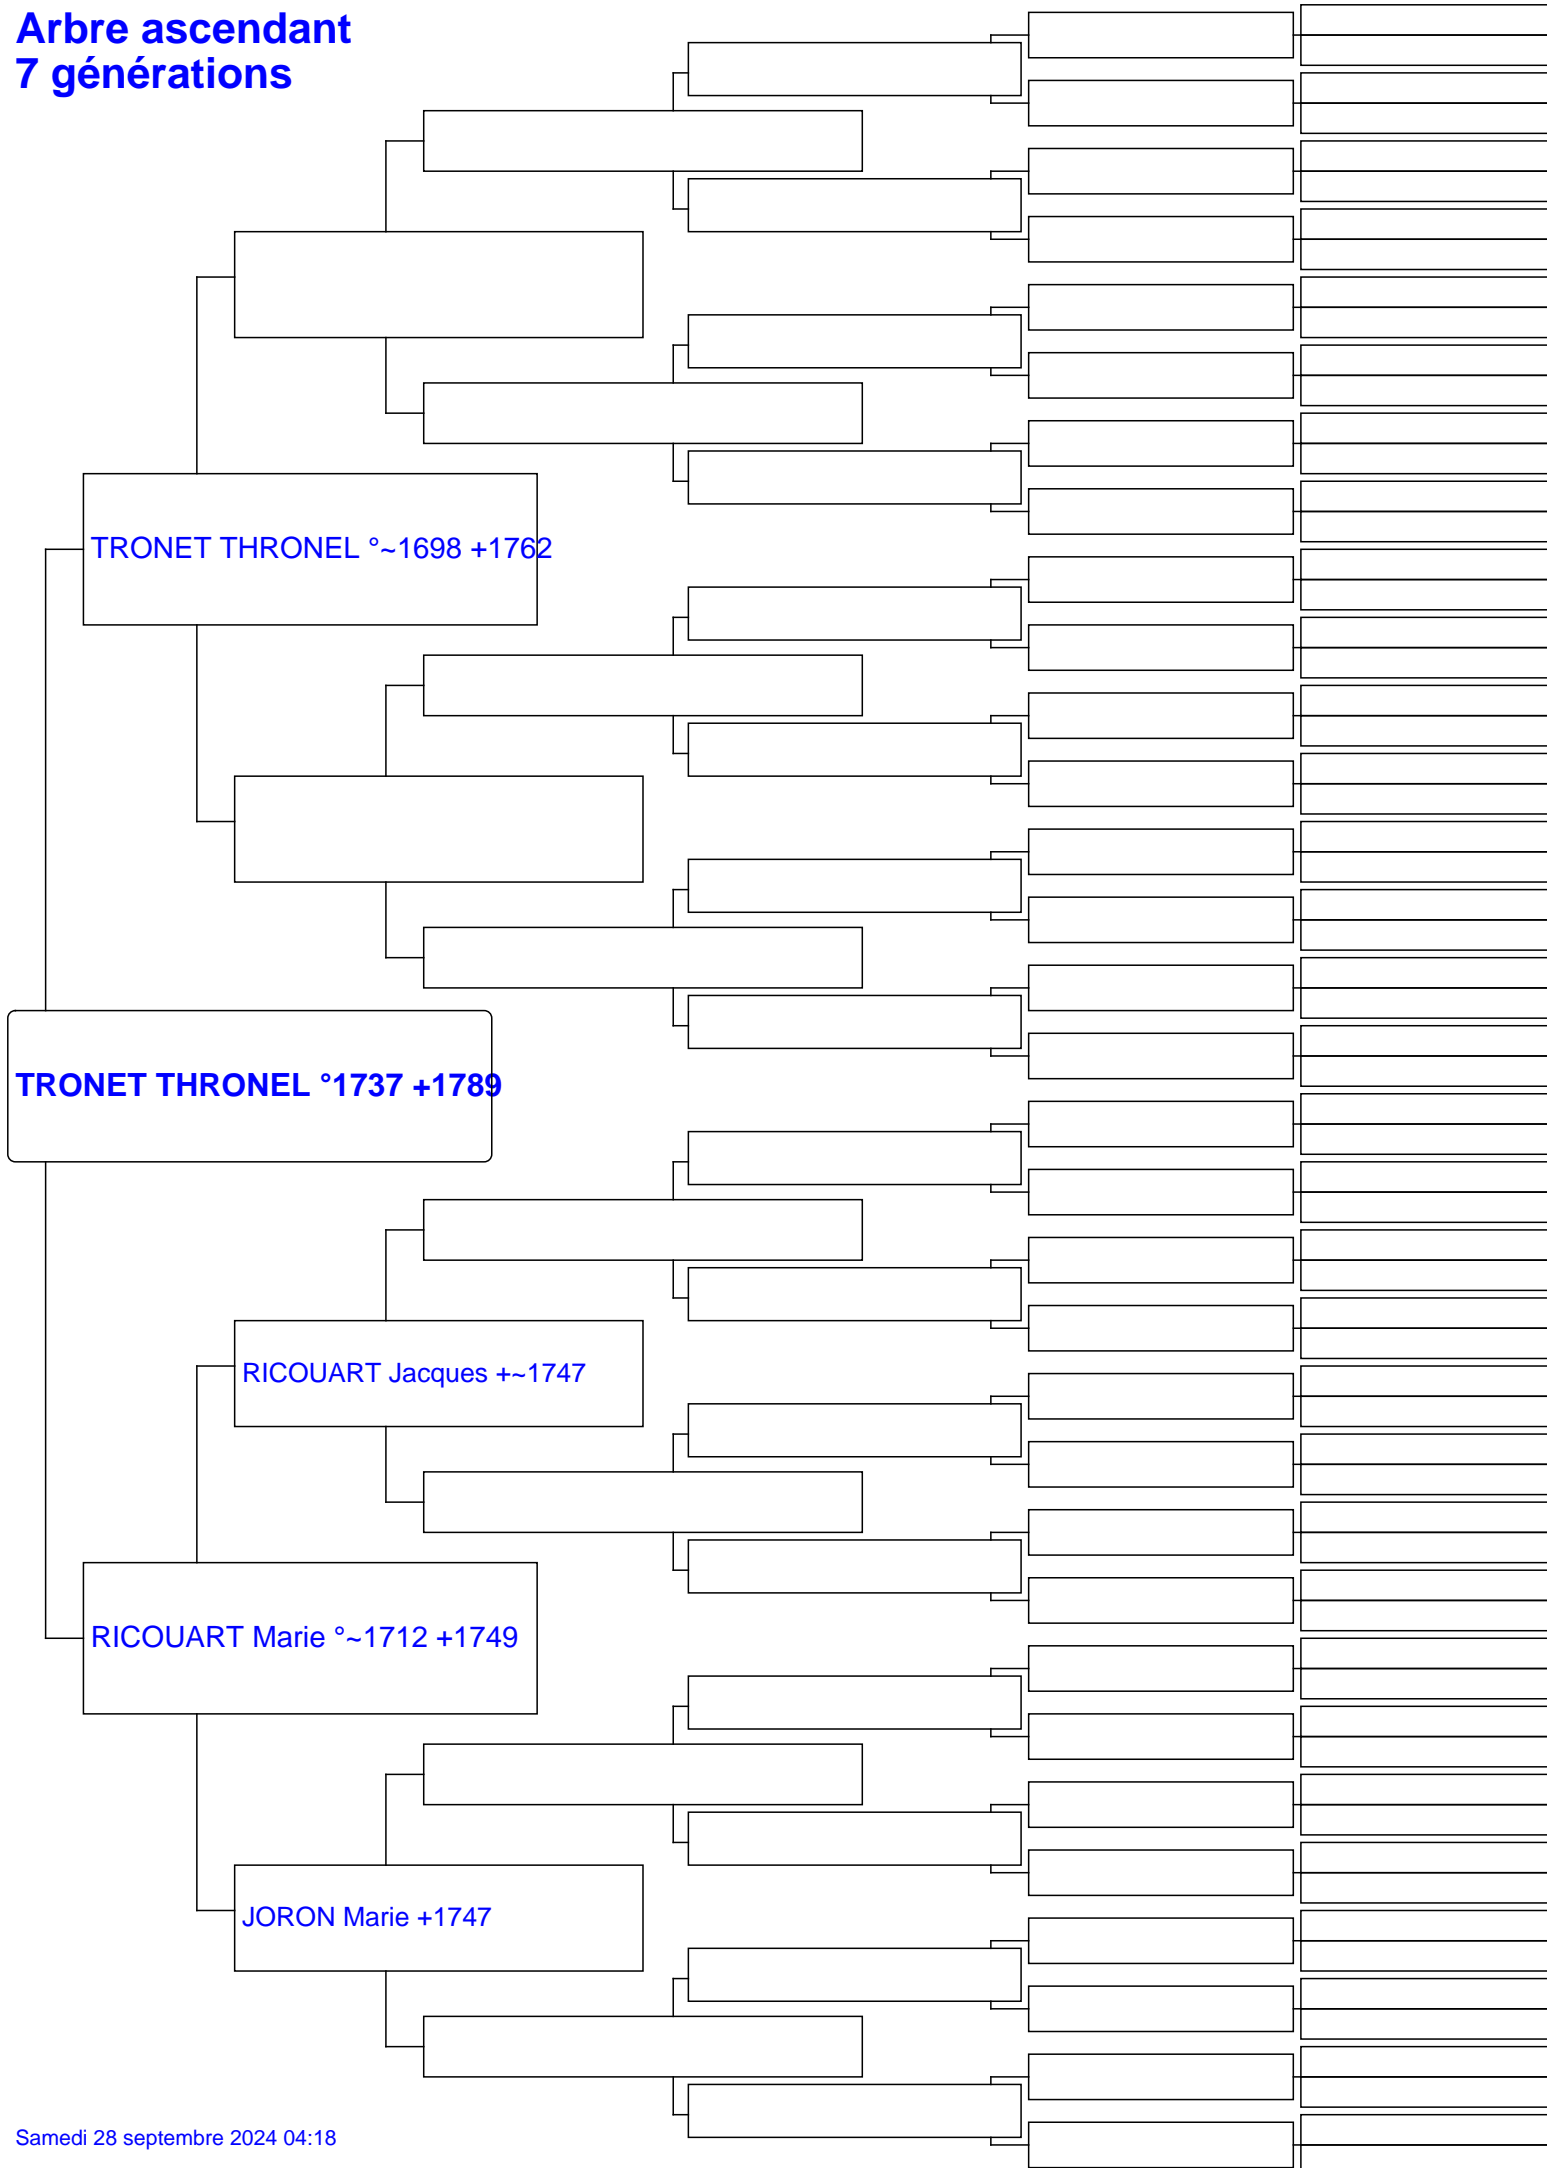 Arbre ascendant
7 générations
TRONET THRONEL °~1698 +1762
TRONET THRONEL °1737 +1789
RICOUART Jacques +~1747
RICOUART Marie °~1712 +1749
JORON Marie +1747
Samedi 28 septembre 2024 04:18